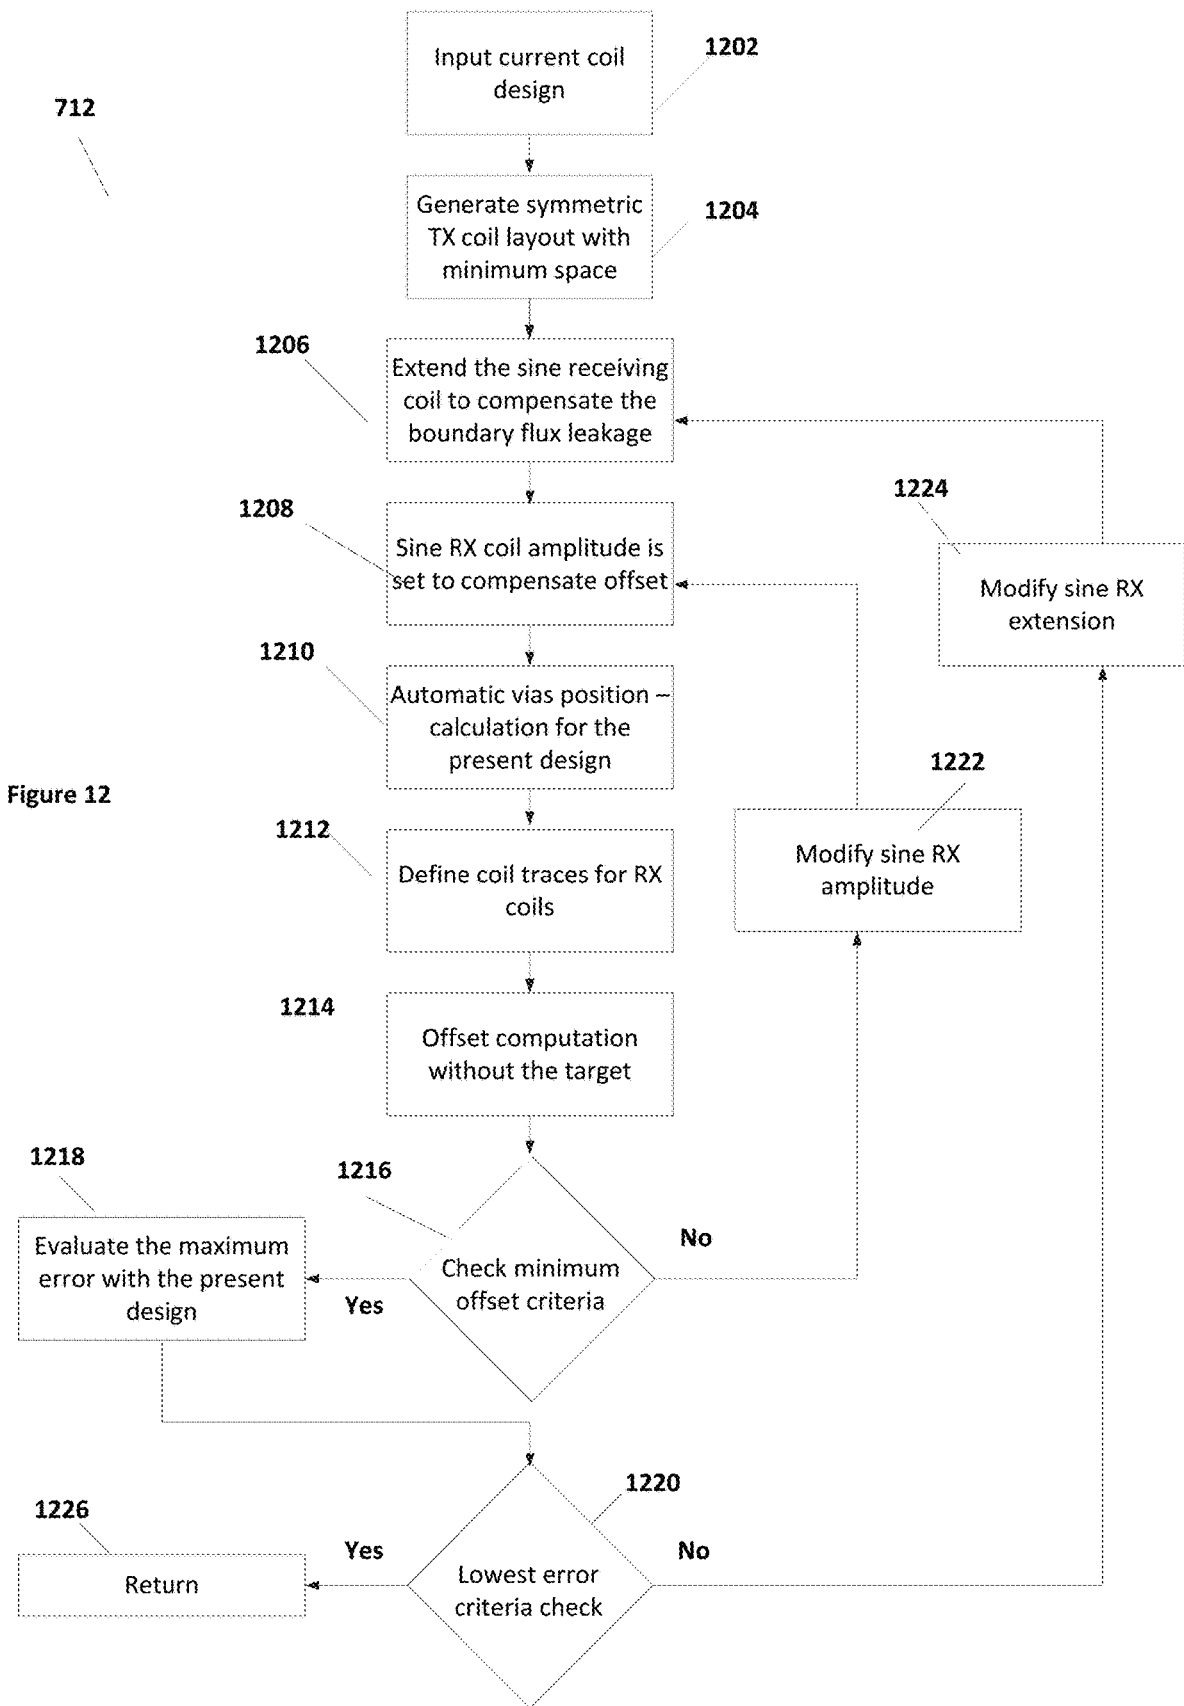 Input current coil
design
1202
712
Generate symmetric
TX coil layout with
minimum space
1204
1206
Extend the sine receiving
coil to compensate the
boundary flux leakage
1208
Sine RX coil amplitude is
set to compensate offset
1224
Modify sine RX
extension
1210
Automatic vias position –
calculation for the
present design
Figure 12
1222
Modify sine RX
amplitude
1212
Define coil traces for RX
coils
1214
Offset computation
without the target
1218
1216
Evaluate the maximum
error with the present
design
Yes
Check minimum
offset criteria
No
1220
1226
Return
Yes
Lowest error
criteria check
No